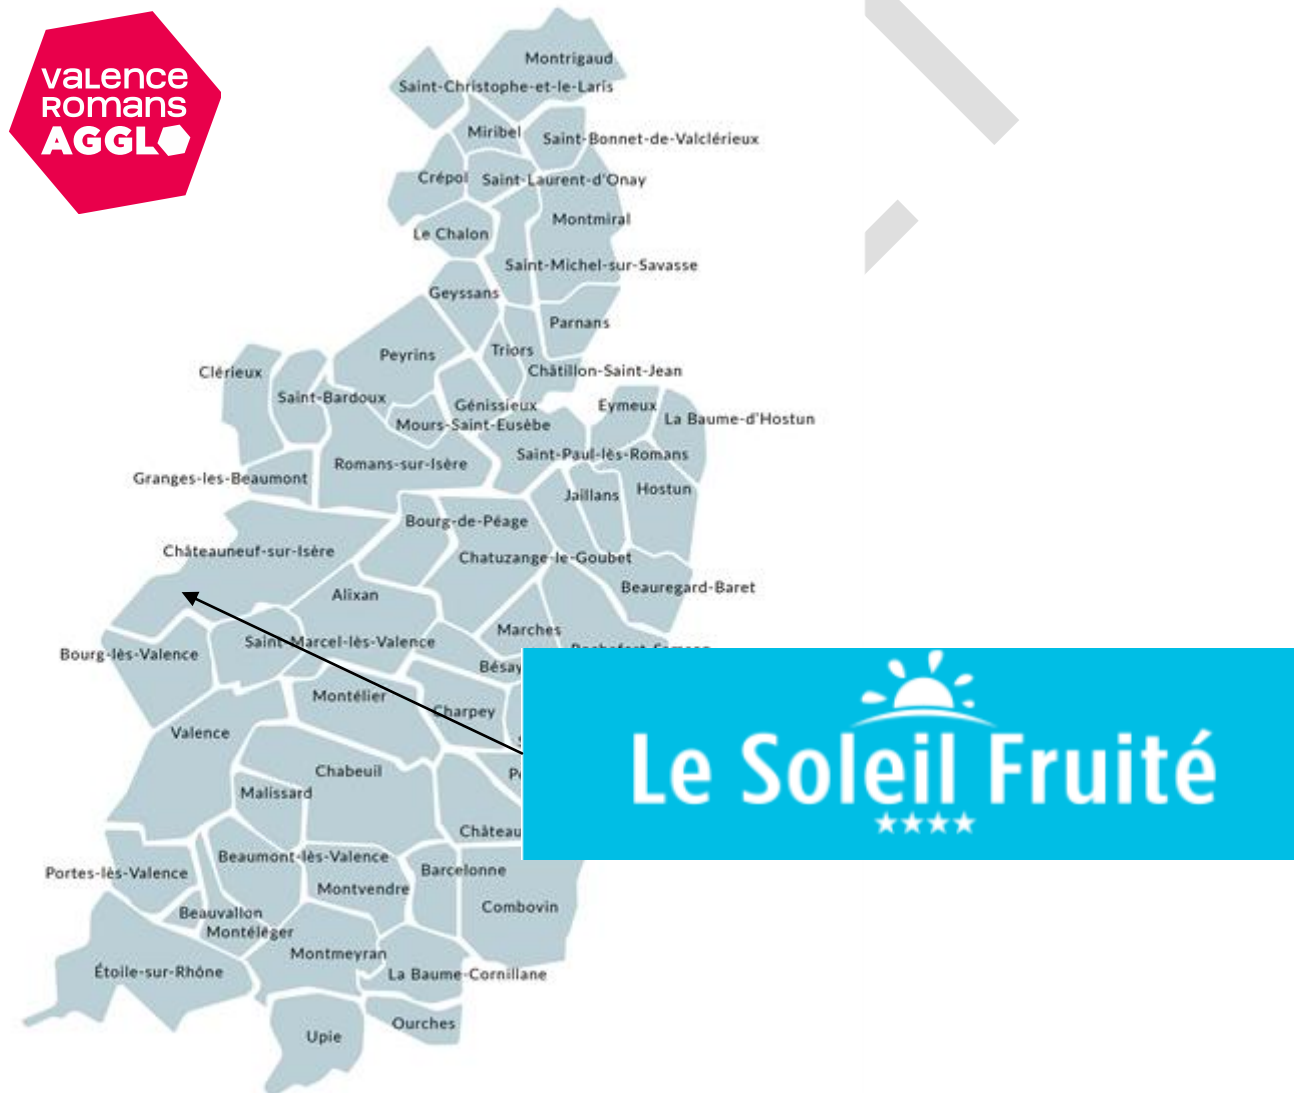 VALENCE
ROMANS
AGGLO
Montrigaud
Saint-Christophe-et-le-Laris
Miribel
Saint-Bonnet-de-Valclérieux
Crépol
Saint-Laurent-d'Onay
Montmiral
Le Chalon
Saint-Michel-sur-Savasse
Geyssans
Parnans
Triors
Peyrins
Châtillon-Saint-Jean
Clérieux
Saint-Bardoux
Génissieux
Eymeux
La Baume-d'Hostun
Mours-Saint-Eusèbe
Saint-Paul-lès-Romans
Romans-sur-Isère
Granges-les-Beaumont
Jaillans
Hostun
Bourg-de-Péage
Châteauneuf-sur-Isère
Chatuzange-le-Goubet
Beauregard-Baret
Alixan
Marches
Saint-Marcel-lès-Valence
Bourg-lès-Valence
Bésay
Montélier
Charpey
Valence
Chabeuil
Malissard
Château
Le Soleil Fruité
Beaumont-lès-Valence
Barcelonne
Portes-lès-Valence
Montvendre
Combovin
Beauvallon
Montéléger
Montmeyran
Étoile-sur-Rhône
La Baume-Cornillane
Ourches
Upie